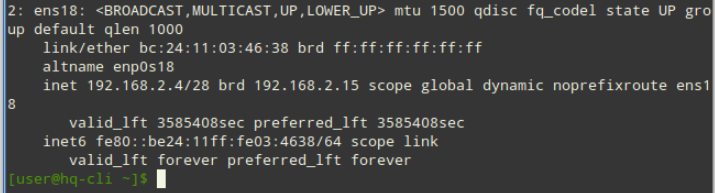 2: ens18: <BROADCAST,MULTICAST,UP,LOWER_UP> mtu 1500 qdisc fq_codel state UP gro
up default qlen 1000
    link/ether bc:24:11:03:46:38 brd ff:ff:ff:ff:ff:ff
    altname enp0s18
    inet 192.168.2.4/28 brd 192.168.2.15 scope global dynamic noprefixroute ens1
8
       valid_lft 3585408sec preferred_lft 3585408sec
    inet6 fe80::be24:11ff:fe03:4638/64 scope link
       valid_lft forever preferred_lft forever
[user@hq-cli ~]$